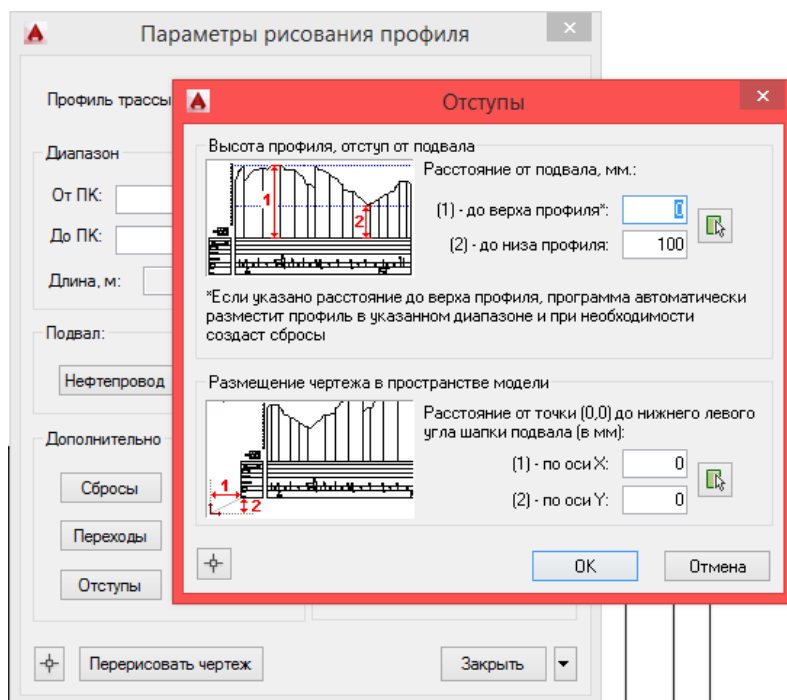 Параметры рисования профиля
Профиль трассы
Диапазон
От ПК:
До ПК:
Длина, м:
Подвал:
Нефтепровод
Дополнительно
Сбросы
Переходы
Отступы
Перерисовать чертеж
Закрыть
Отступы
Высота профиля, отступ от подвала
1
2
Расстояние от подвала, мм.:
(1) - до верха профиля*: 0
(2) - до низа профиля: 100
*Если указано расстояние до верха профиля, программа автоматически
разместит профиль в указанном диапазоне и при необходимости
создаст сбросы
Размещение чертежа в пространстве модели
1
2
Расстояние от точки (0,0) до нижнего левого
угла шапки подвала (в мм):
(1) - по оси X: 0
(2) - по оси Y: 0
OK
Отмена